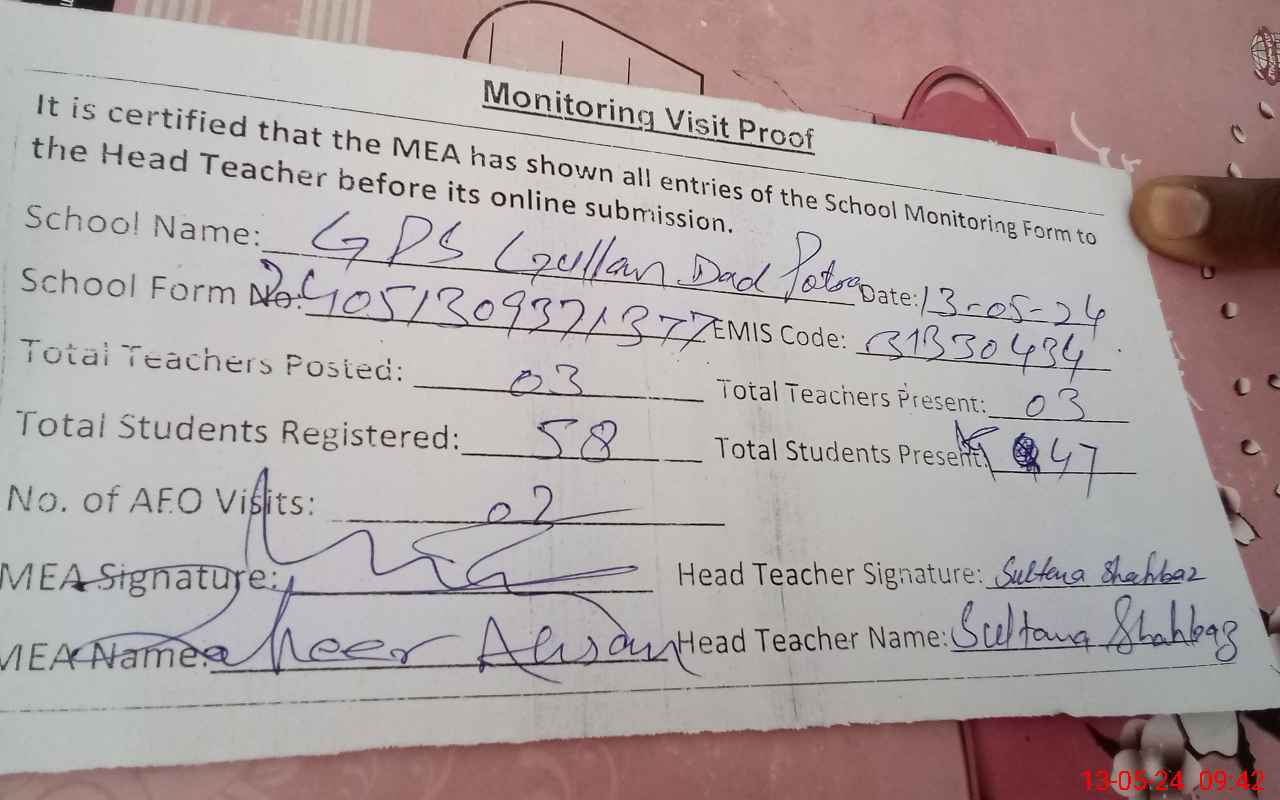 Monitoring Visit Proof
It is certified that the MEA has shown all entries of the School Monitoring Form to
the Head Teacher before its online submission.
School Name: GPS Gullan Dad Potra Date: 13-05-24
School Form No: 24051309371377 EMIS Code: 31330434
Total Teachers Posted: 03 Total Teachers Present: 03
Total Students Registered: 58 Total Students Present: 47
No. of AEO Visits: 02
MEA Signature: Head Teacher Signature: Sultana Shahbaz
MEA Name: Aheer Ahsan Head Teacher Name: Sultana Shahbaz
13-05-24 09:42